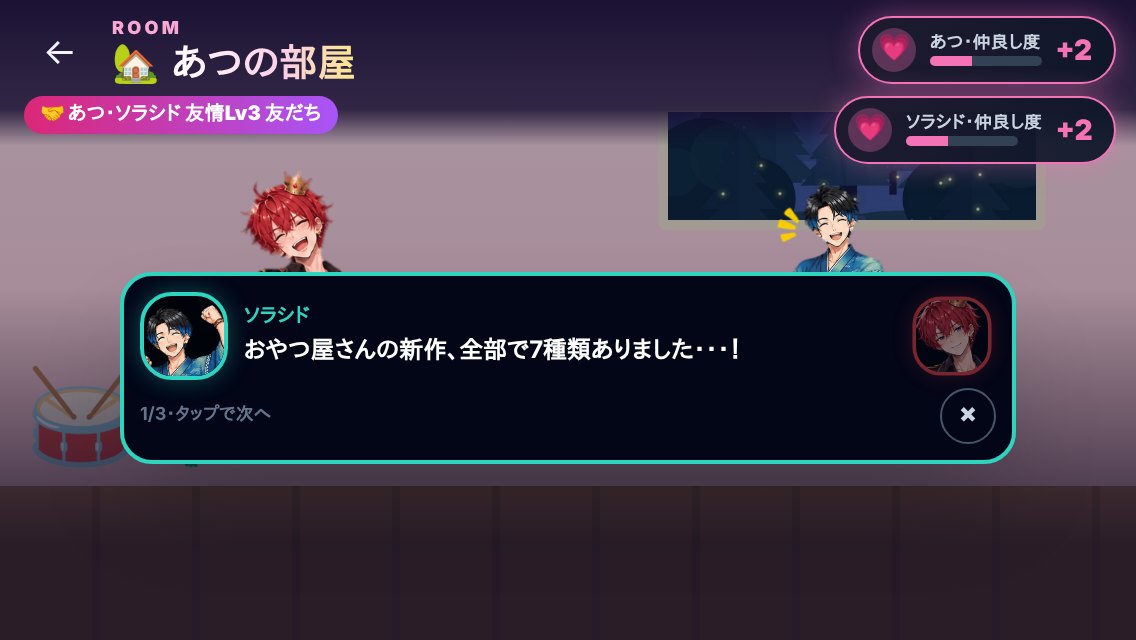 ROOM
🏡 あつの部屋
🤝 あつ・ソラシド 友情Lv3 友だち
あつ・仲良し度
+2
ソラシド・仲良し度
+2
ソラシド
おやつ屋さんの新作、全部で7種類ありました・・・！
1/3・タップで次へ